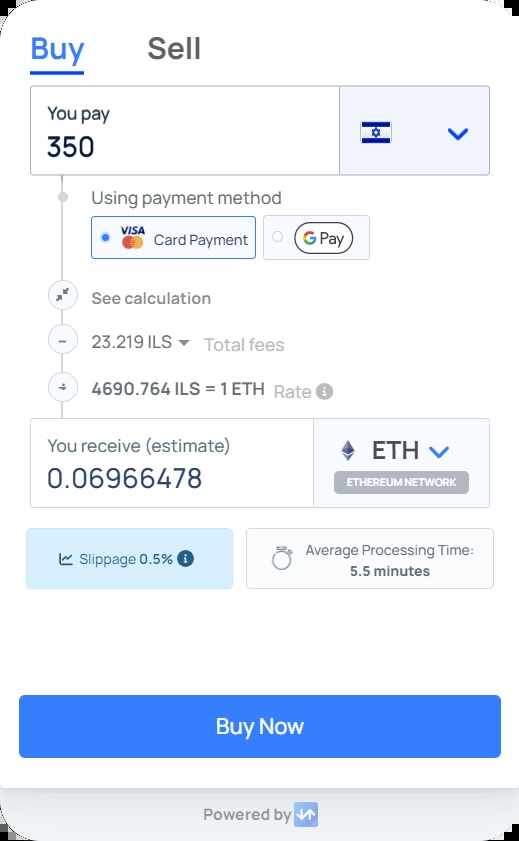 Buy Sell
You pay
350
Using payment method
VISA
Card Payment
G Pay
See calculation
23.219 ILS Total fees
4690.764 ILS = 1 ETH Rate
You receive (estimate)
0.06966478
ETH
ETHEREUM NETWORK
Slippage 0.5%
Average Processing Time:
5.5 minutes
Buy Now
Powered by